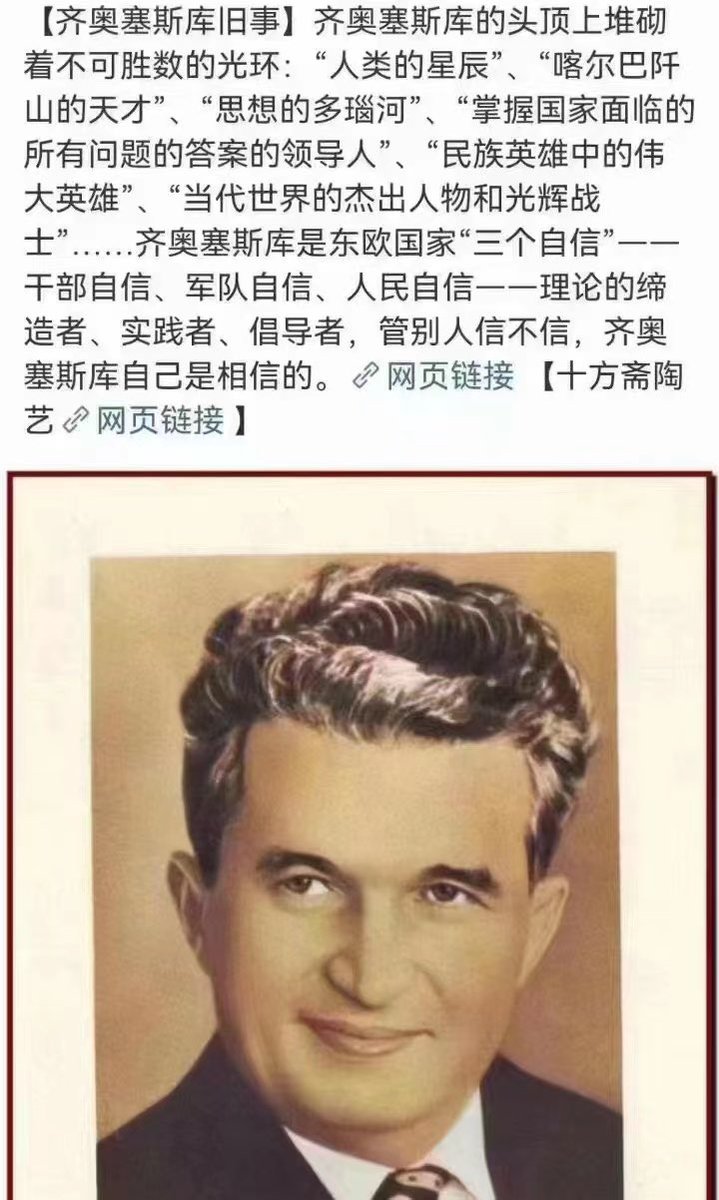 【齐奥塞斯库旧事】齐奥塞斯库的头顶上堆砌
着不可胜数的光环：“人类的星辰”、“喀尔巴阡
山的天才”、“思想的多瑙河”、“掌握国家面临的
所有问题的答案的领导人”、“民族英雄中的伟
大英雄”、“当代世界的杰出人物和光辉战
士”……齐奥塞斯库是东欧国家“三个自信”——
干部自信、军队自信、人民自信——理论的缔
造者、实践者、倡导者，管别人信不信，齐奥
塞斯库自己是相信的。网页链接 【十方斋陶
艺 网页链接 】